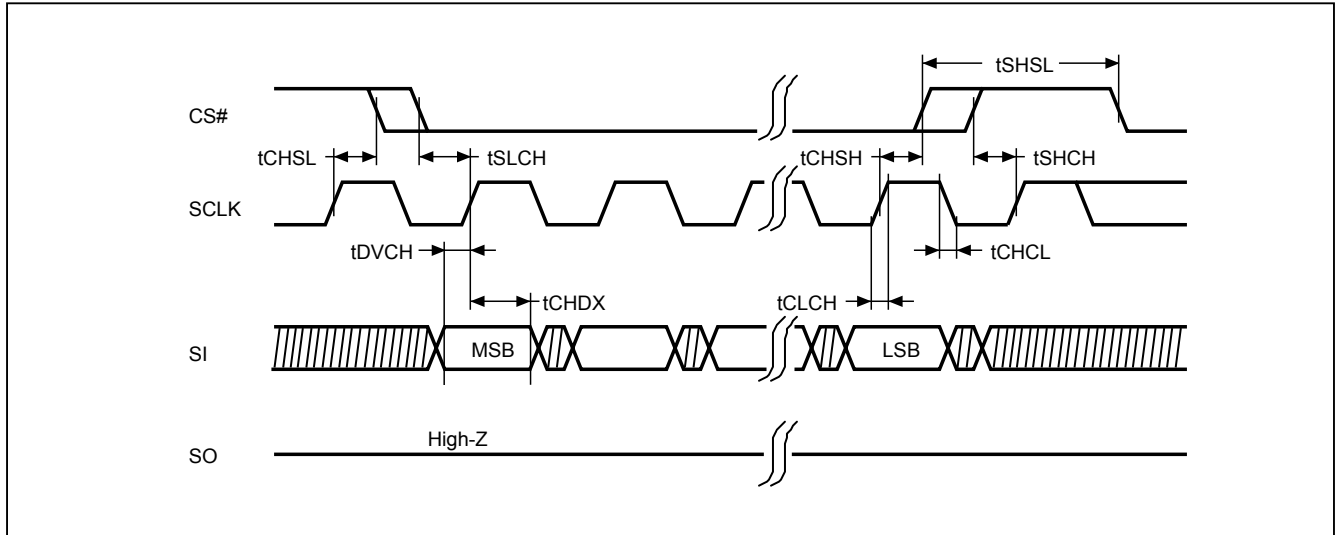 tSHSL
CS#
tCHSL
tSLCH
tCHSH
tSHCH
SCLK
tDVCH
tCHCL
tCHDX
tCLCH
SI
MSB
LSB
High-Z
SO